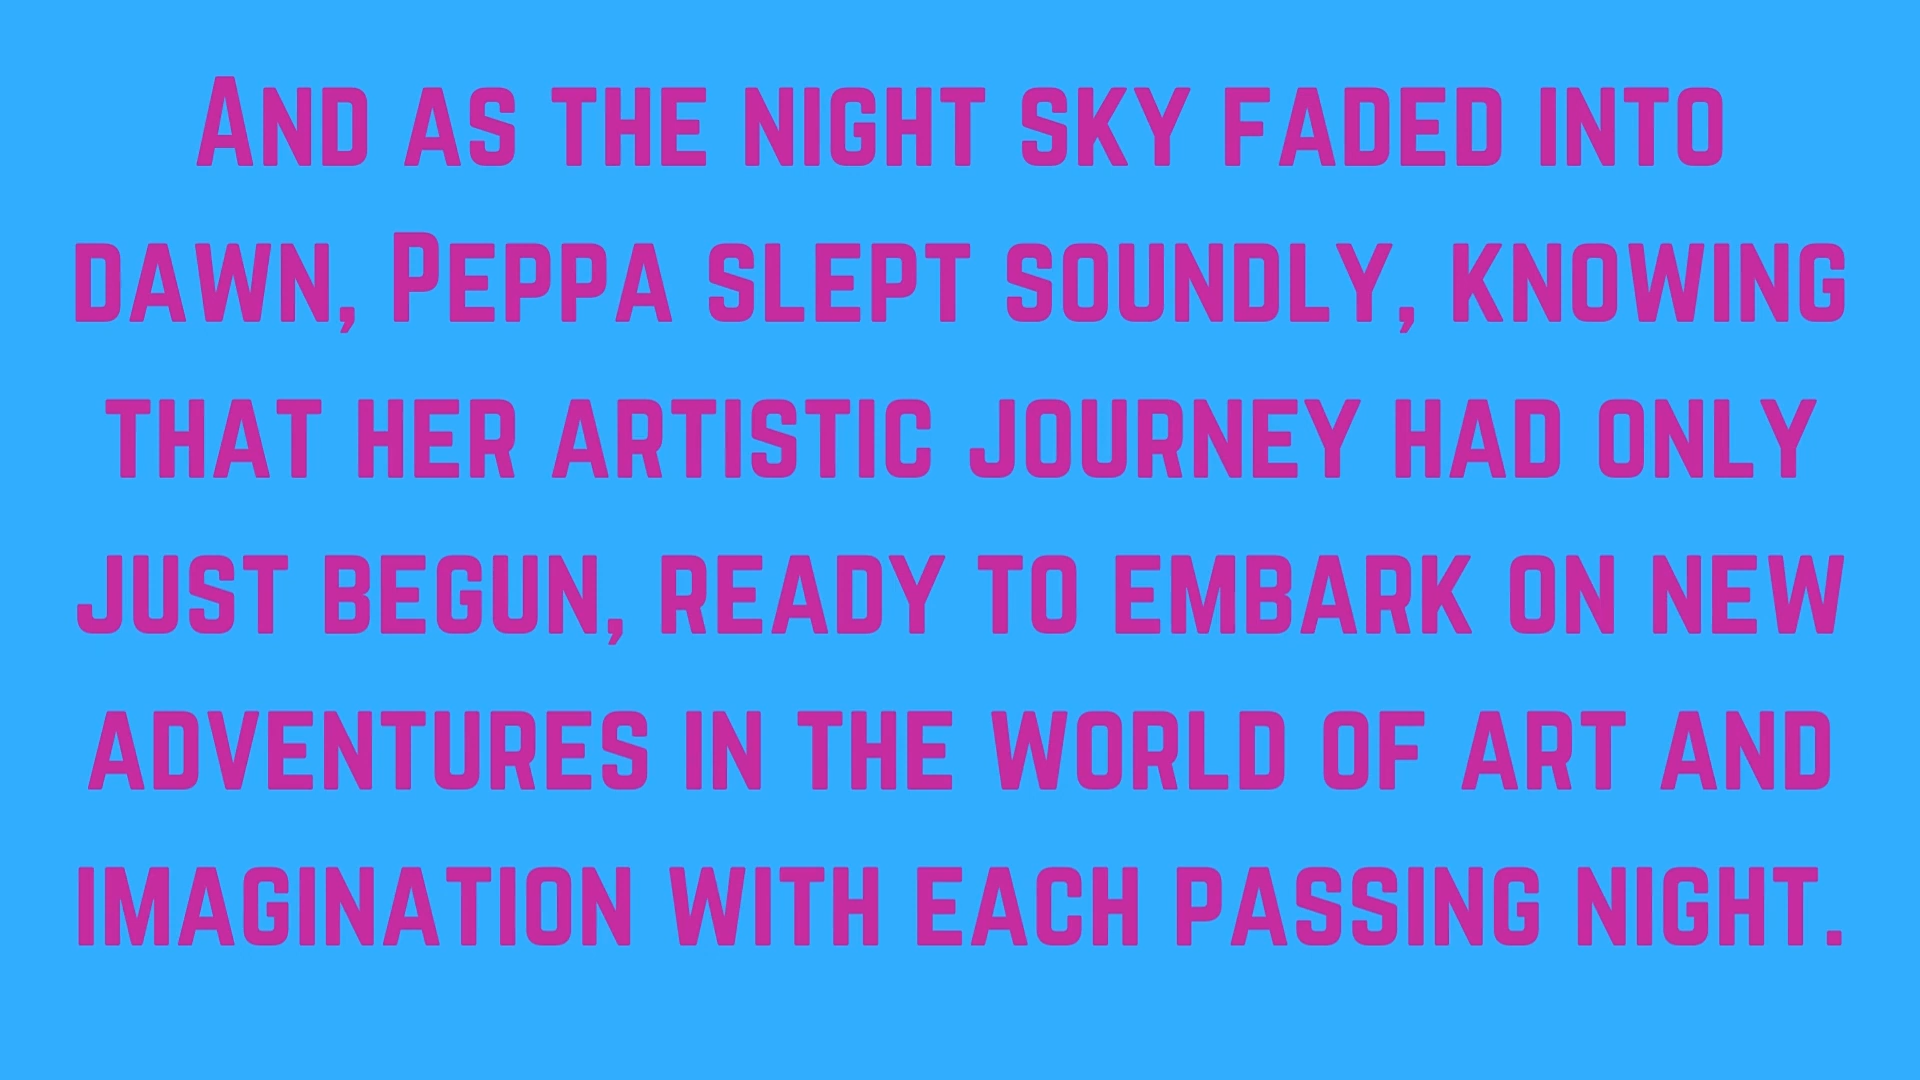 And as the night sky faded into
dawn, Peppa slept soundly, knowing
that her artistic journey had only
just begun, ready to embark on new
adventures in the world of art and
imagination with each passing night.